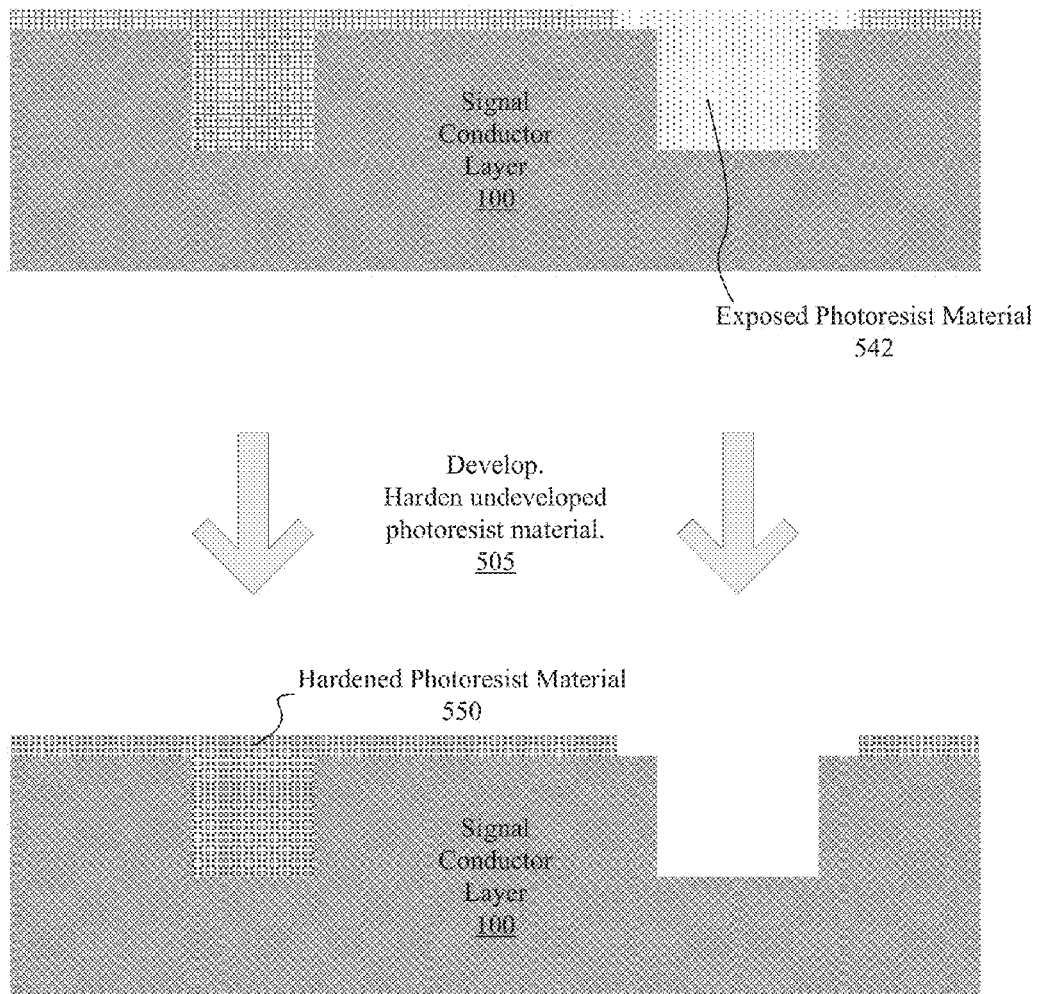 Signal
Conductor
Layer
100
Exposed Photoresist Material
542
Develop.
Harden undeveloped
photoresist material.
505
Hardened Photoresist Material
550
Signal
Conductor
Layer
100